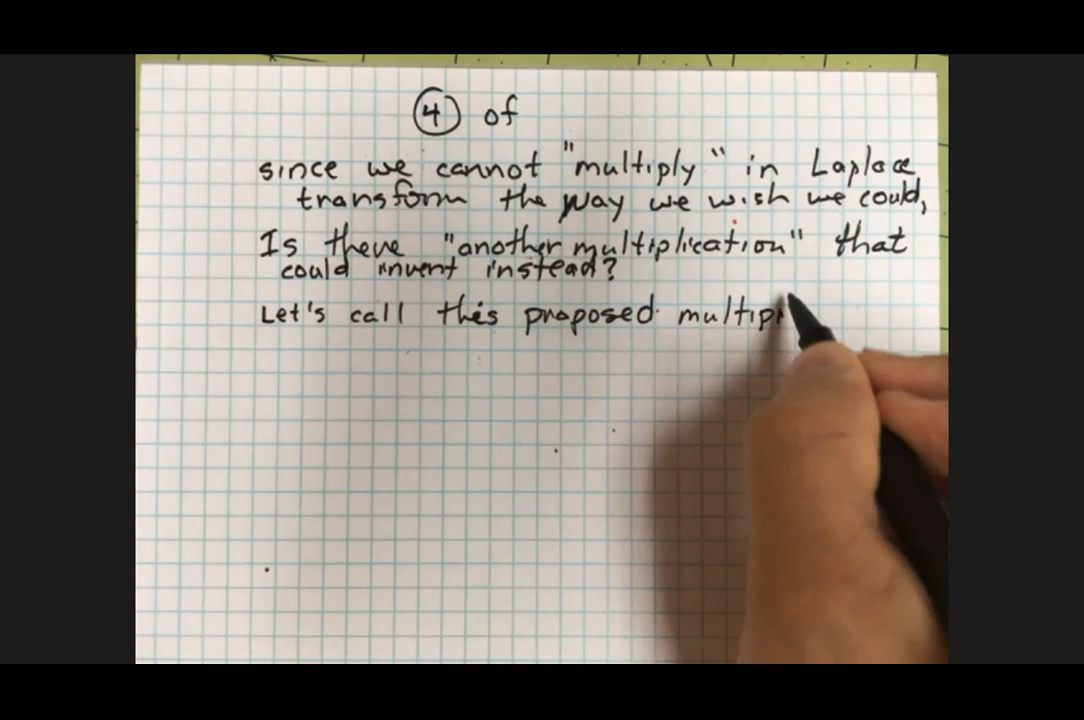 4 of
since we cannot "multiply" in Laplace
transform the way we wish we could,
Is there "another multiplication" that
could invent instead?
Let's call this proposed multipl